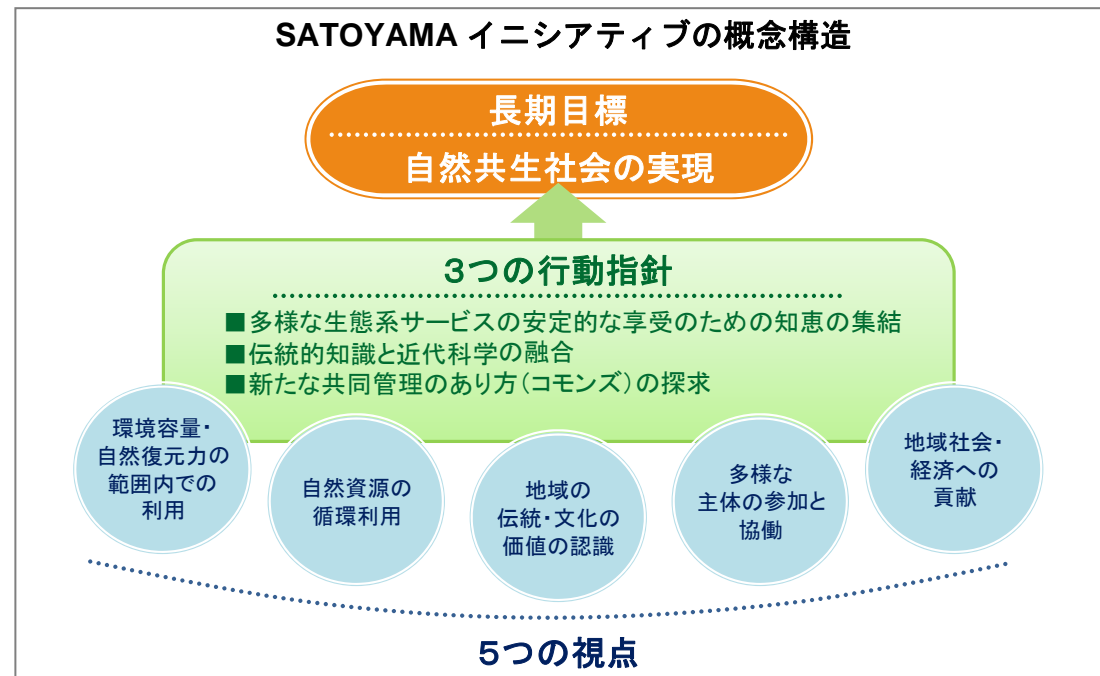 SATOYAMA イニシアティブの概念構造
長期目標
自然共生社会の実現
３つの行動指針
■多様な生態系サービスの安定的な享受のための知恵の集結
■伝統的知識と近代科学の融合
■新たな共同管理のあり方（コモンズ）の探求
環境容量・
自然復元力の
範囲内での
利用
自然資源の
循環利用
地域の
伝統・文化の
価値の認識
多様な
主体の参加と
協働
地域社会・
経済への
貢献
５つの視点